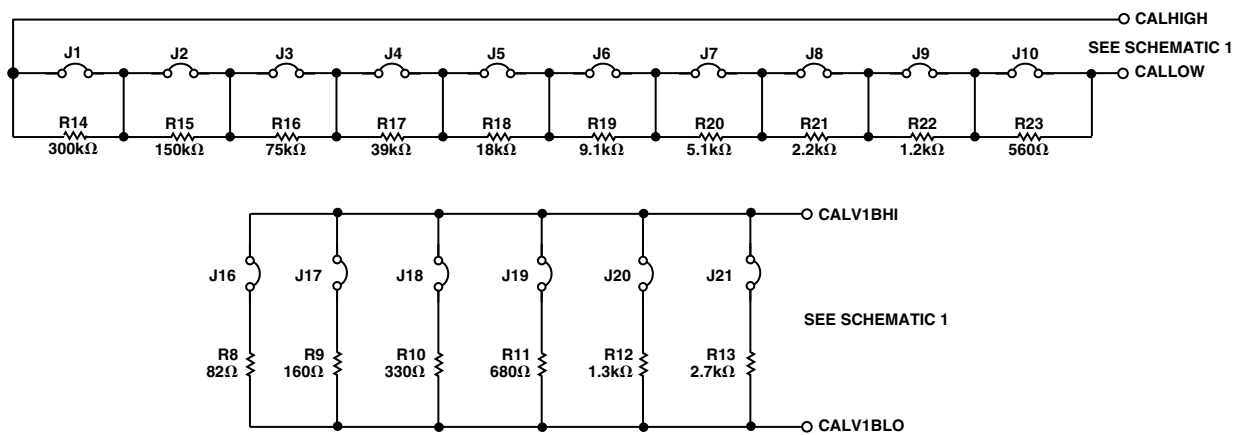 CALHIGH
J1 J2 J3 J4 J5 J6 J7 J8 J9 J10
SEE SCHEMATIC 1
CALLOW
R14 R15 R16 R17 R18 R19 R20 R21 R22 R23
300kΩ 150kΩ 75kΩ 39kΩ 18kΩ 9.1kΩ 5.1kΩ 2.2kΩ 1.2kΩ 560Ω
CALV1BHI
J16 J17 J18 J19 J20 J21
SEE SCHEMATIC 1
R8 R9 R10 R11 R12 R13
82Ω 160Ω 330Ω 680Ω 1.3kΩ 2.7kΩ
CALV1BLO